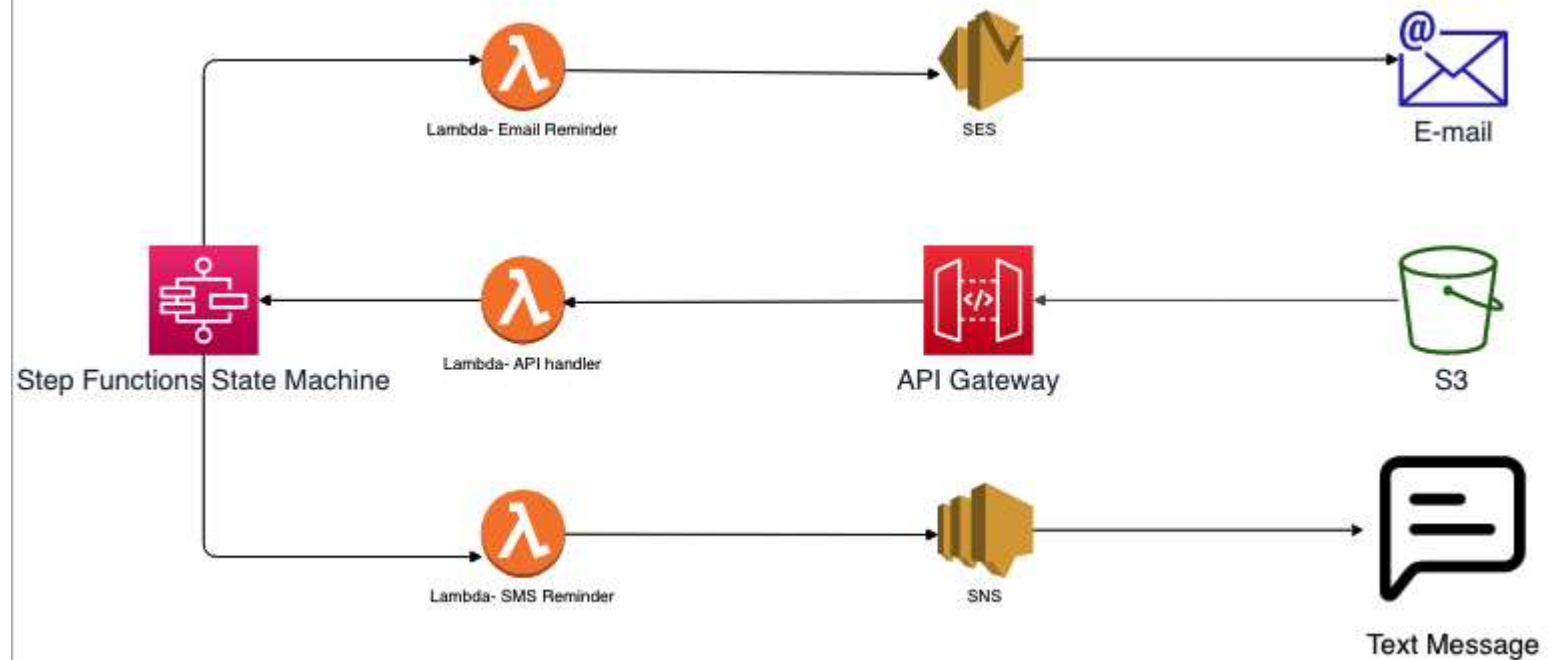 @
λ
Lambda- Email Reminder
SES
E-mail
λ
Lambda- API handler
</>
Step Functions State Machine
API Gateway
S3
λ
Lambda- SMS Reminder
SNS
Text Message